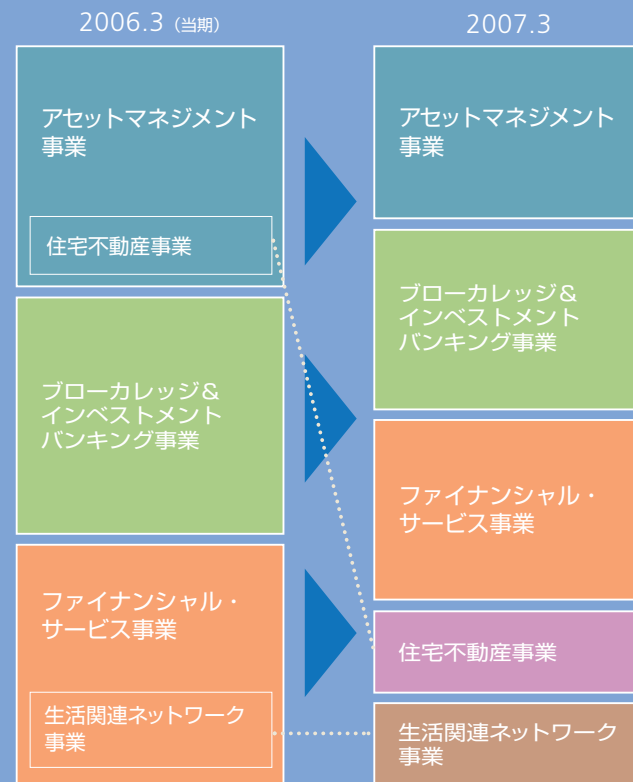 2006.3(当期)
アセットマネジメント
事業
住宅不動産事業
ブローカレッジ&
インベストメント
バンキング事業
ファイナンシャル・
サービス事業
生活関連ネットワーク
事業
2007.3
アセットマネジメント
事業
ブローカレッジ&
インベストメント
バンキング事業
ファイナンシャル・
サービス事業
住宅不動産事業
生活関連ネットワーク
事業